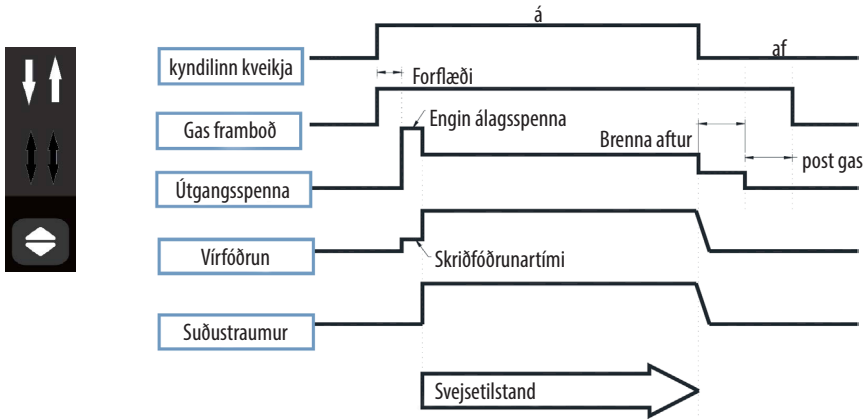 á
af
kyndilinn kveikja
Forflæði
Gas framboð
Engin álagsspenna
Brenna aftur
post gas
Útgangsspenna
Vírfóðrun
Skriðfóðrunartími
Suðustraumur
Svejsetilstand